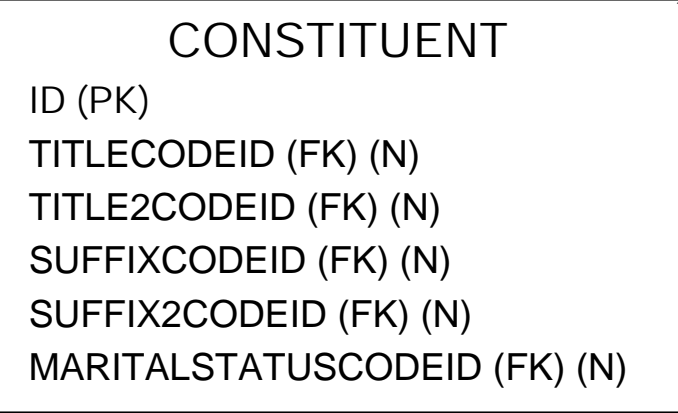 CONSTITUENT
ID (PK)
TITLECODEID (FK) (N)
TITLE2CODEID (FK) (N)
SUFFIXCODEID (FK) (N)
SUFFIX2CODEID (FK) (N)
MARITALSTATUSCODEID (FK) (N)